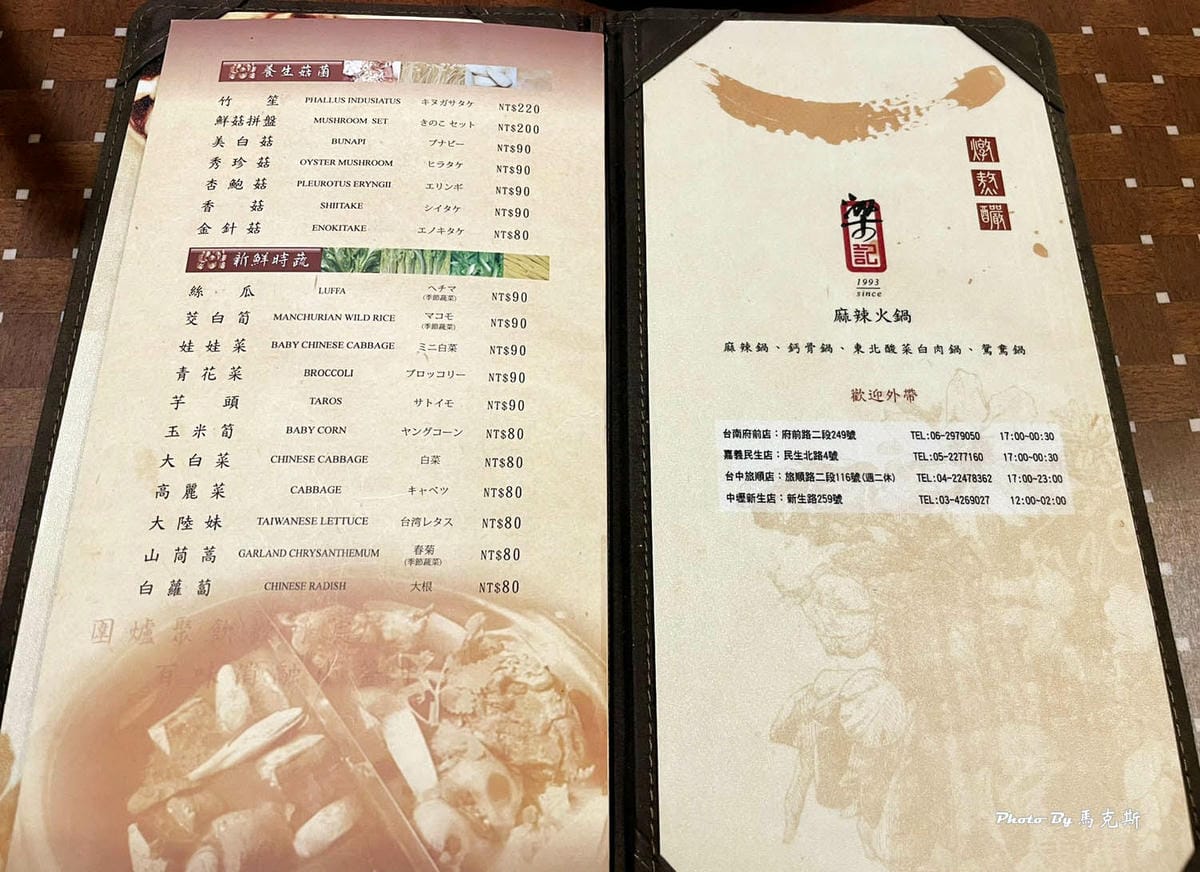 養生菇菌
竹笙 PHALLUS INDUSIATUS キヌガサタケ NT$220
鮮菇拼盤 MUSHROOM SET きのこ セット NT$200
美白菇 BUNAPI ブナピー NT$90
秀珍菇 OYSTER MUSHROOM ヒラタケ NT$90
杏鮑菇 PLEUROTUS ERYNGII エリンギ NT$90
香菇 SHIITAKE シイタケ NT$90
金針菇 ENOKITAKE エノキタケ NT$80
新鮮時蔬
絲瓜 LUFFA ヘチマ (季節蔬菜) NT$90
茭白筍 MANCHURIAN WILD RICE マコモ (季節蔬菜) NT$90
娃娃菜 BABY CHINESE CABBAGE ミニ白菜 NT$90
青花菜 BROCCOLI ブロッコリー NT$90
芋頭 TAROS サトイモ NT$90
玉米筍 BABY CORN ヤングコーン NT$80
大白菜 CHINESE CABBAGE 白菜 NT$80
高麗菜 CABBAGE キャベツ NT$80
大陸妹 TAIWANESE LETTUCE 台湾レタス NT$80
山茼蒿 GARLAND CHRYSANTHEMUM 春菊 (季節蔬菜) NT$80
白蘿蔔 CHINESE RADISH 大根 NT$80
圍爐聚飲
百味
燉
熬
釅
梁記
1993
since
麻辣火鍋
麻辣鍋、鈣骨鍋、東北酸菜白肉鍋、鴛鴦鍋
歡迎外帶
台南府前店：府前路二段249號 TEL:06-2979050 17:00~00:30
嘉義民生店：民生北路4號 TEL:05-2277160 17:00~00:30
台中旅順店：旅順路二段116號(週二休) TEL:04-22478362 17:00~23:00
中壢新生店：新生路259號 TEL:03-4269027 12:00~02:00
Photo By 馬克斯